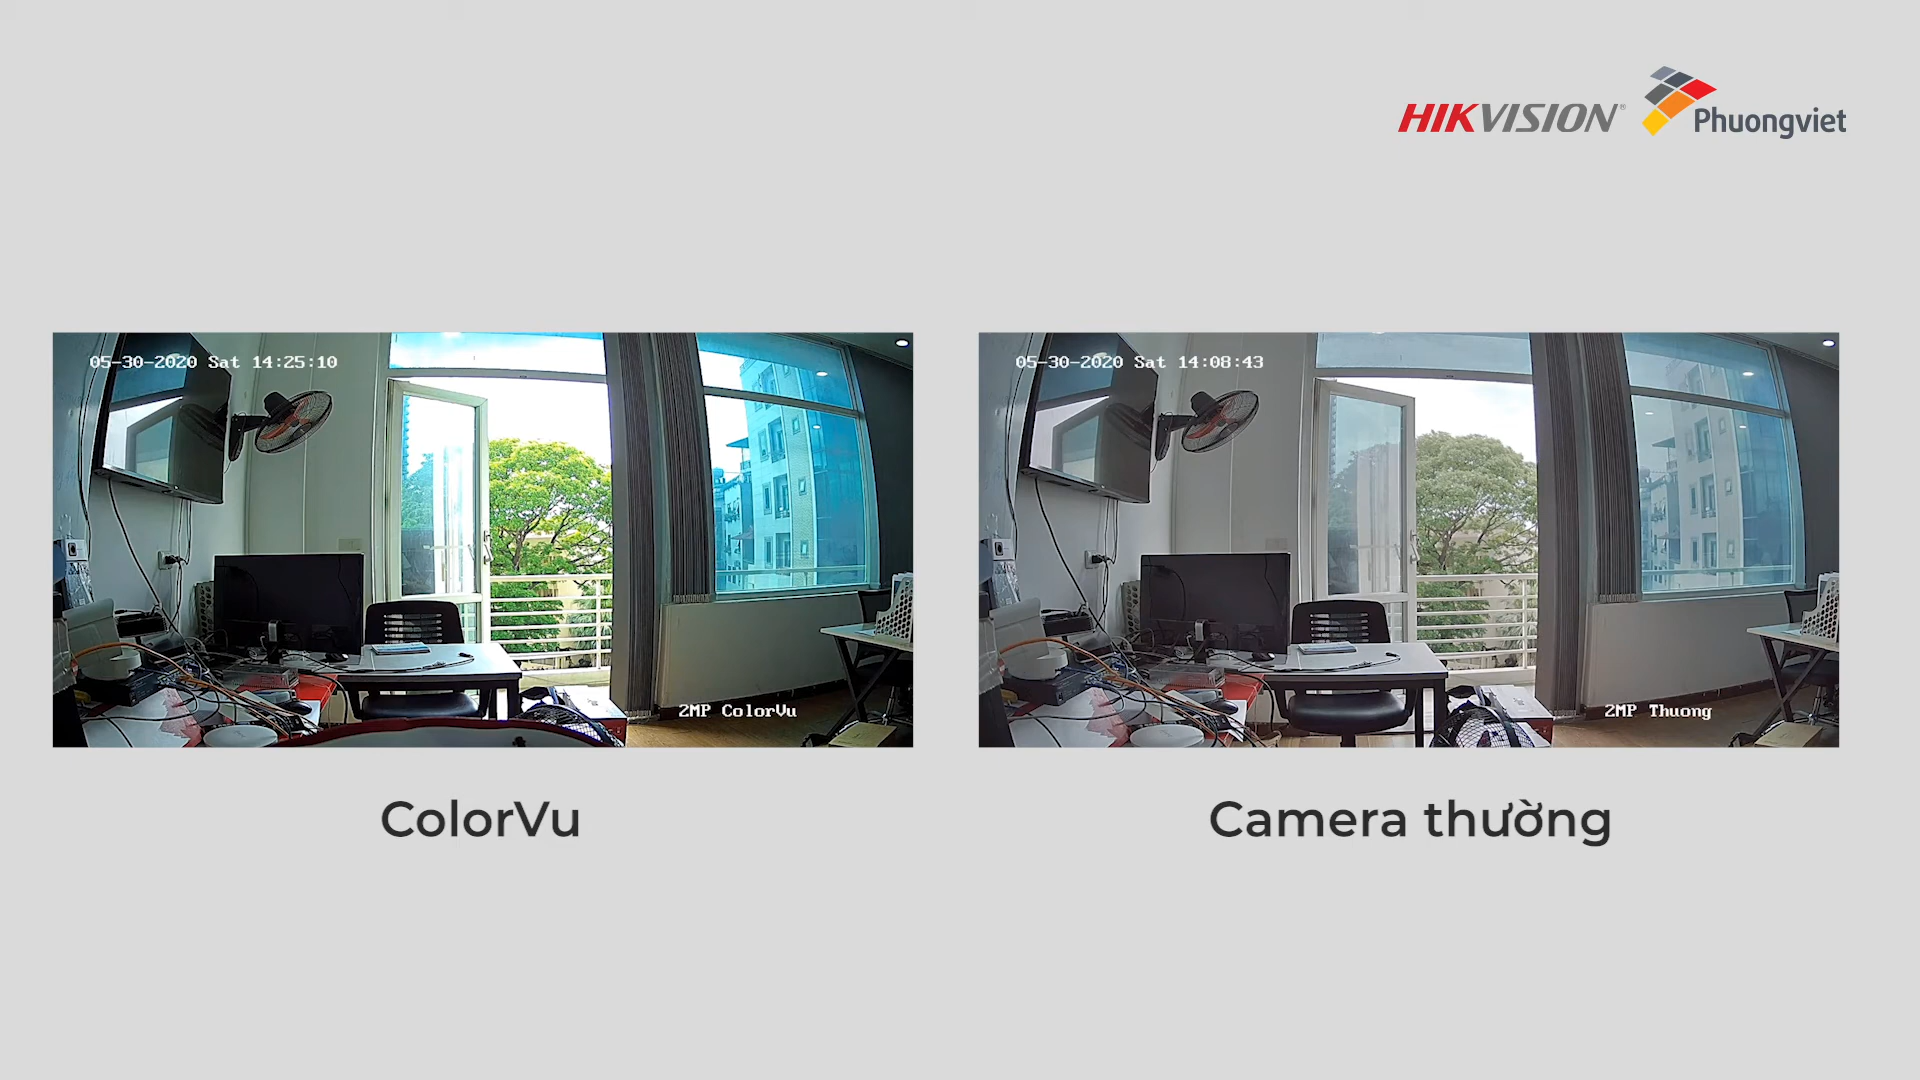 HIKVISION®
Phuongviet
05-30-2020 Sat 14:25:10
2MP ColorVu
05-30-2020 Sat 14:08:43
2MP Thuong
ColorVu
Camera thường